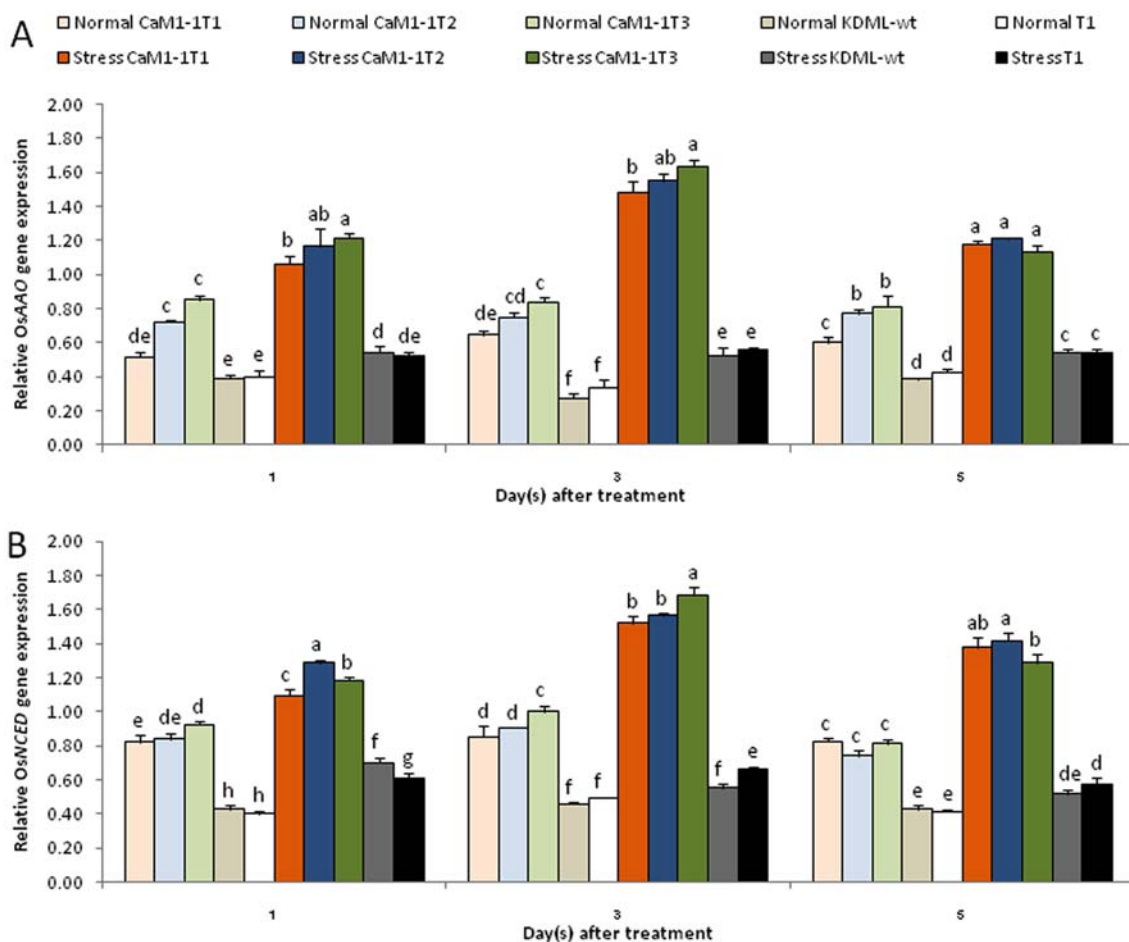 A
Normal CaM1-1T1 Normal CaM1-1T2 Normal CaM1-1T3 Normal KDML-wt Normal T1
Stress CaM1-1T1 Stress CaM1-1T2 Stress CaM1-1T3 Stress KDML-wt Stress T1
Relative OsAAO gene expression
2.00
1.80
1.60
1.40
1.20
1.00
0.80
0.60
0.40
0.20
0.00
de c c e e b ab a d de
de cd c f f b ab a e e
c b b d d a a a c c
1 3 5
Day(s) after treatment
B
Relative OsNCED gene expression
2.00
1.80
1.60
1.40
1.20
1.00
0.80
0.60
0.40
0.20
0.00
e de d h h c a b f g
d d c f f b b a f e
c c c e e ab a b de d
1 3 5
Day(s) after treatment